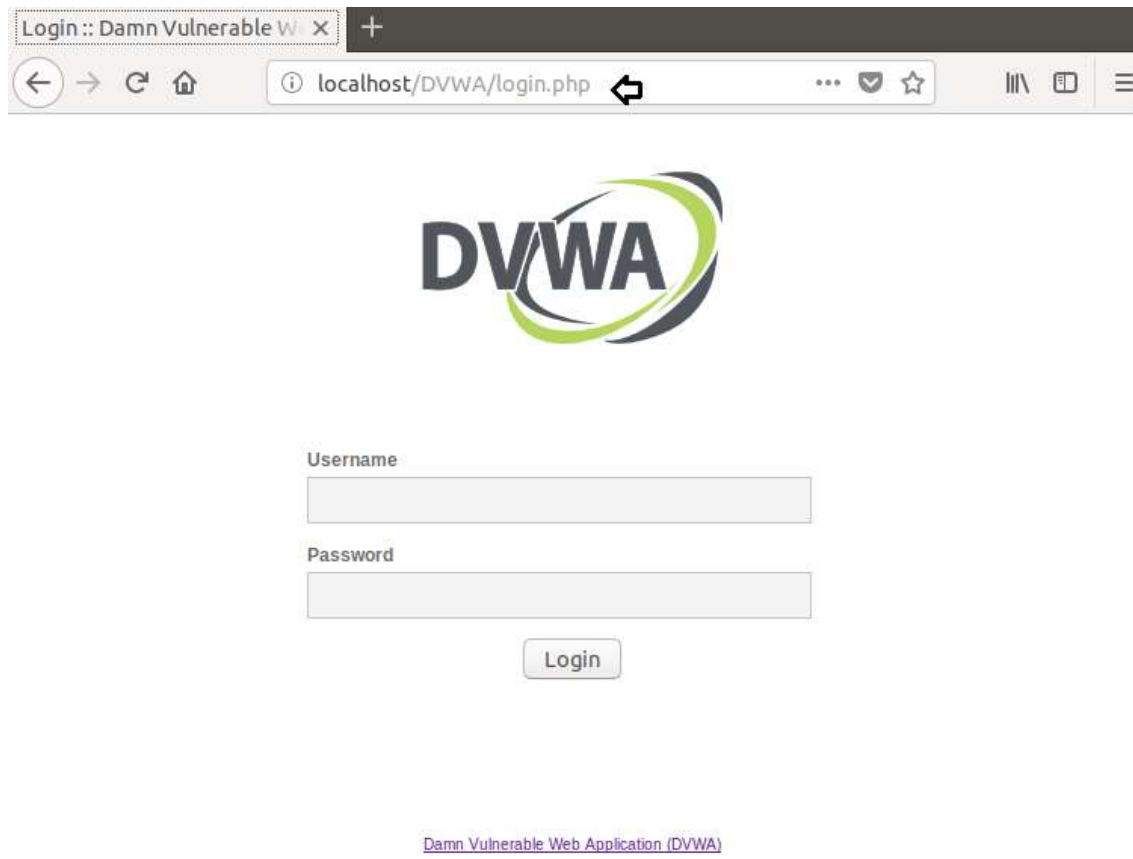 Login :: Damn Vulnerable W
localhost/DVWA/login.php
DVWA
Username
Password
Login
Damn Vulnerable Web Application (DVWA)